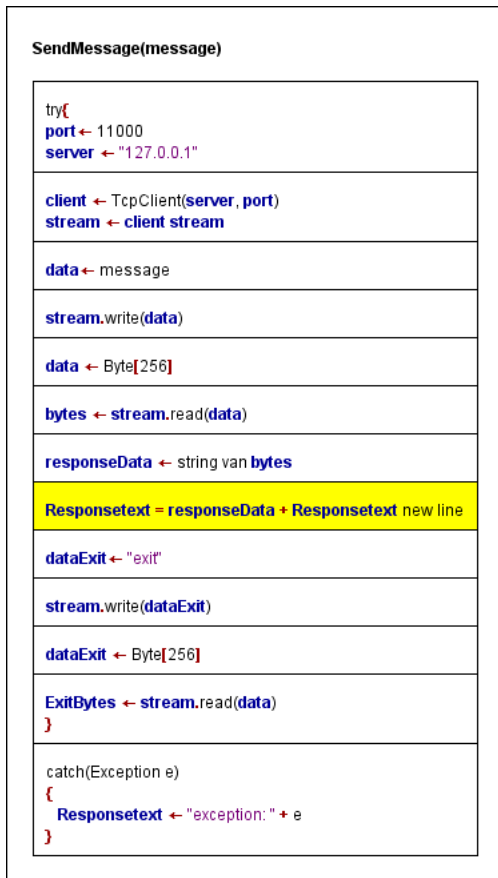 SendMessage(message)
try{
port ← 11000
server ← "127.0.0.1"
client ← TcpClient(server, port)
stream ← client stream
data ← message
stream.write(data)
data ← Byte[256]
bytes ← stream.read(data)
responseData ← string van bytes
Responsetext = responseData + Responsetext new line
dataExit ← "exit"
stream.write(dataExit)
dataExit ← Byte[256]
ExitBytes ← stream.read(data)
}
catch(Exception e)
{
Responsetext ← "exception: " + e
}